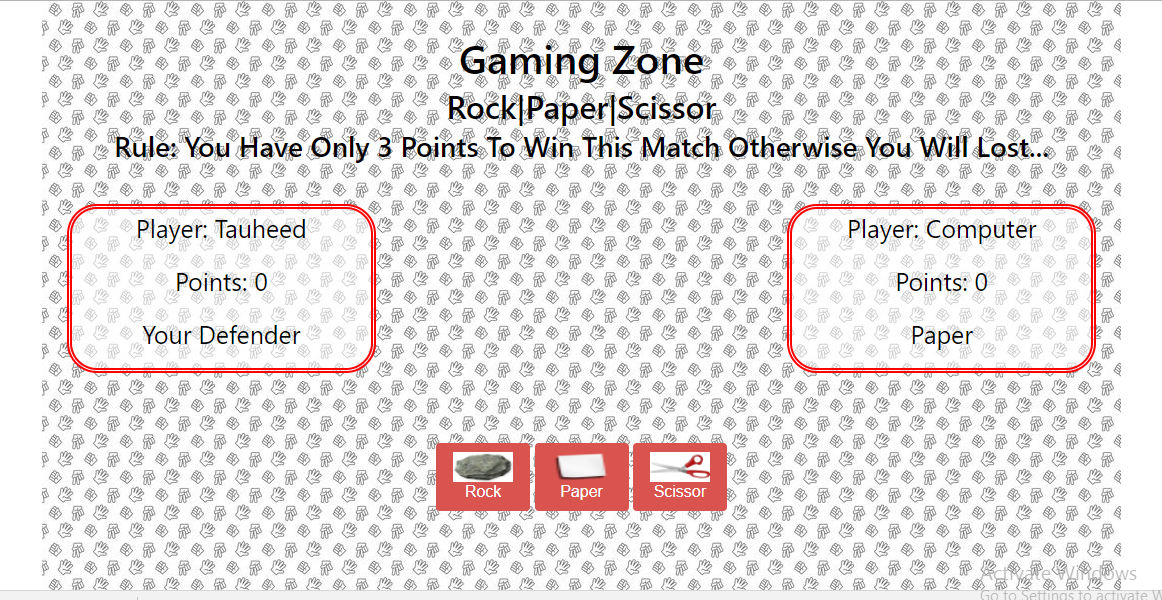 Gaming Zone
Rock|Paper|Scissor
Rule: You Have Only 3 Points To Win This Match Otherwise You Will Lost...
Player: Tauheed
Points: 0
Your Defender
Player: Computer
Points: 0
Paper
Rock
Paper
Scissor
Activate Windows
Go to Settings to activate W